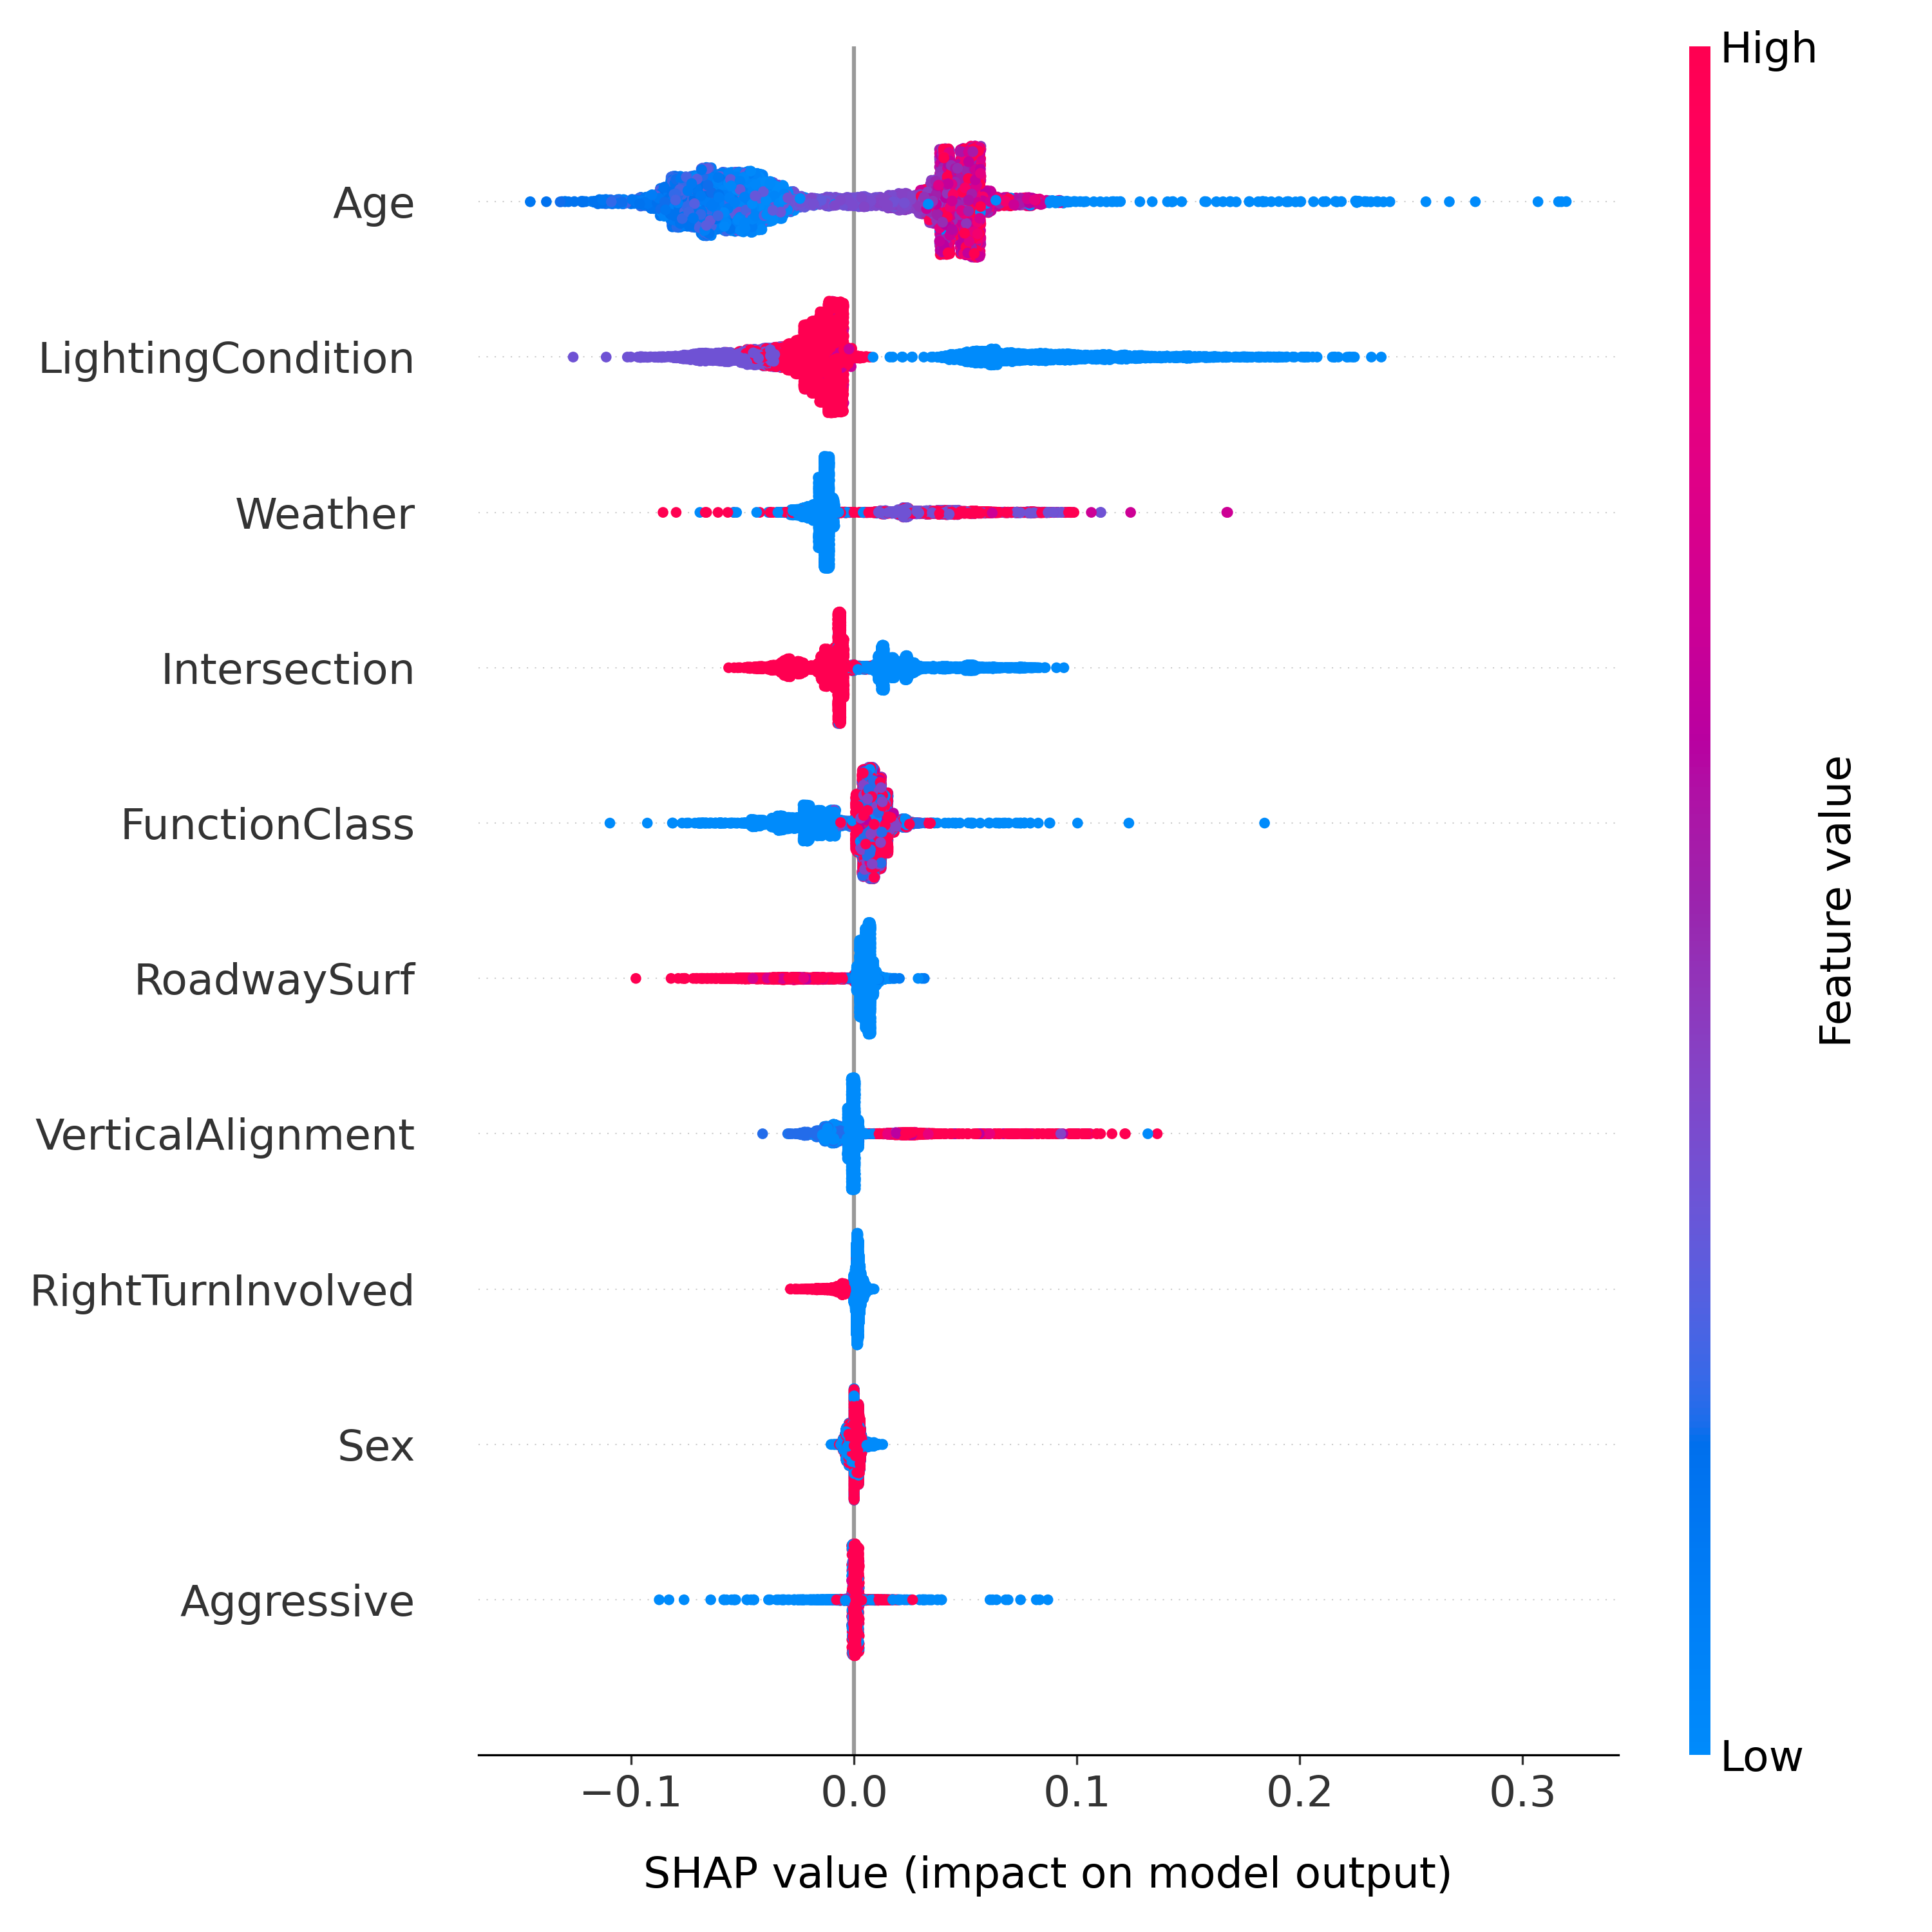 High
Age
LightingCondition
Weather
Intersection
FunctionClass
RoadwaySurf
VerticalAlignment
RightTurnInvolved
Sex
Aggressive
Low
Feature value
−0.1 0.0 0.1 0.2 0.3
SHAP value (impact on model output)